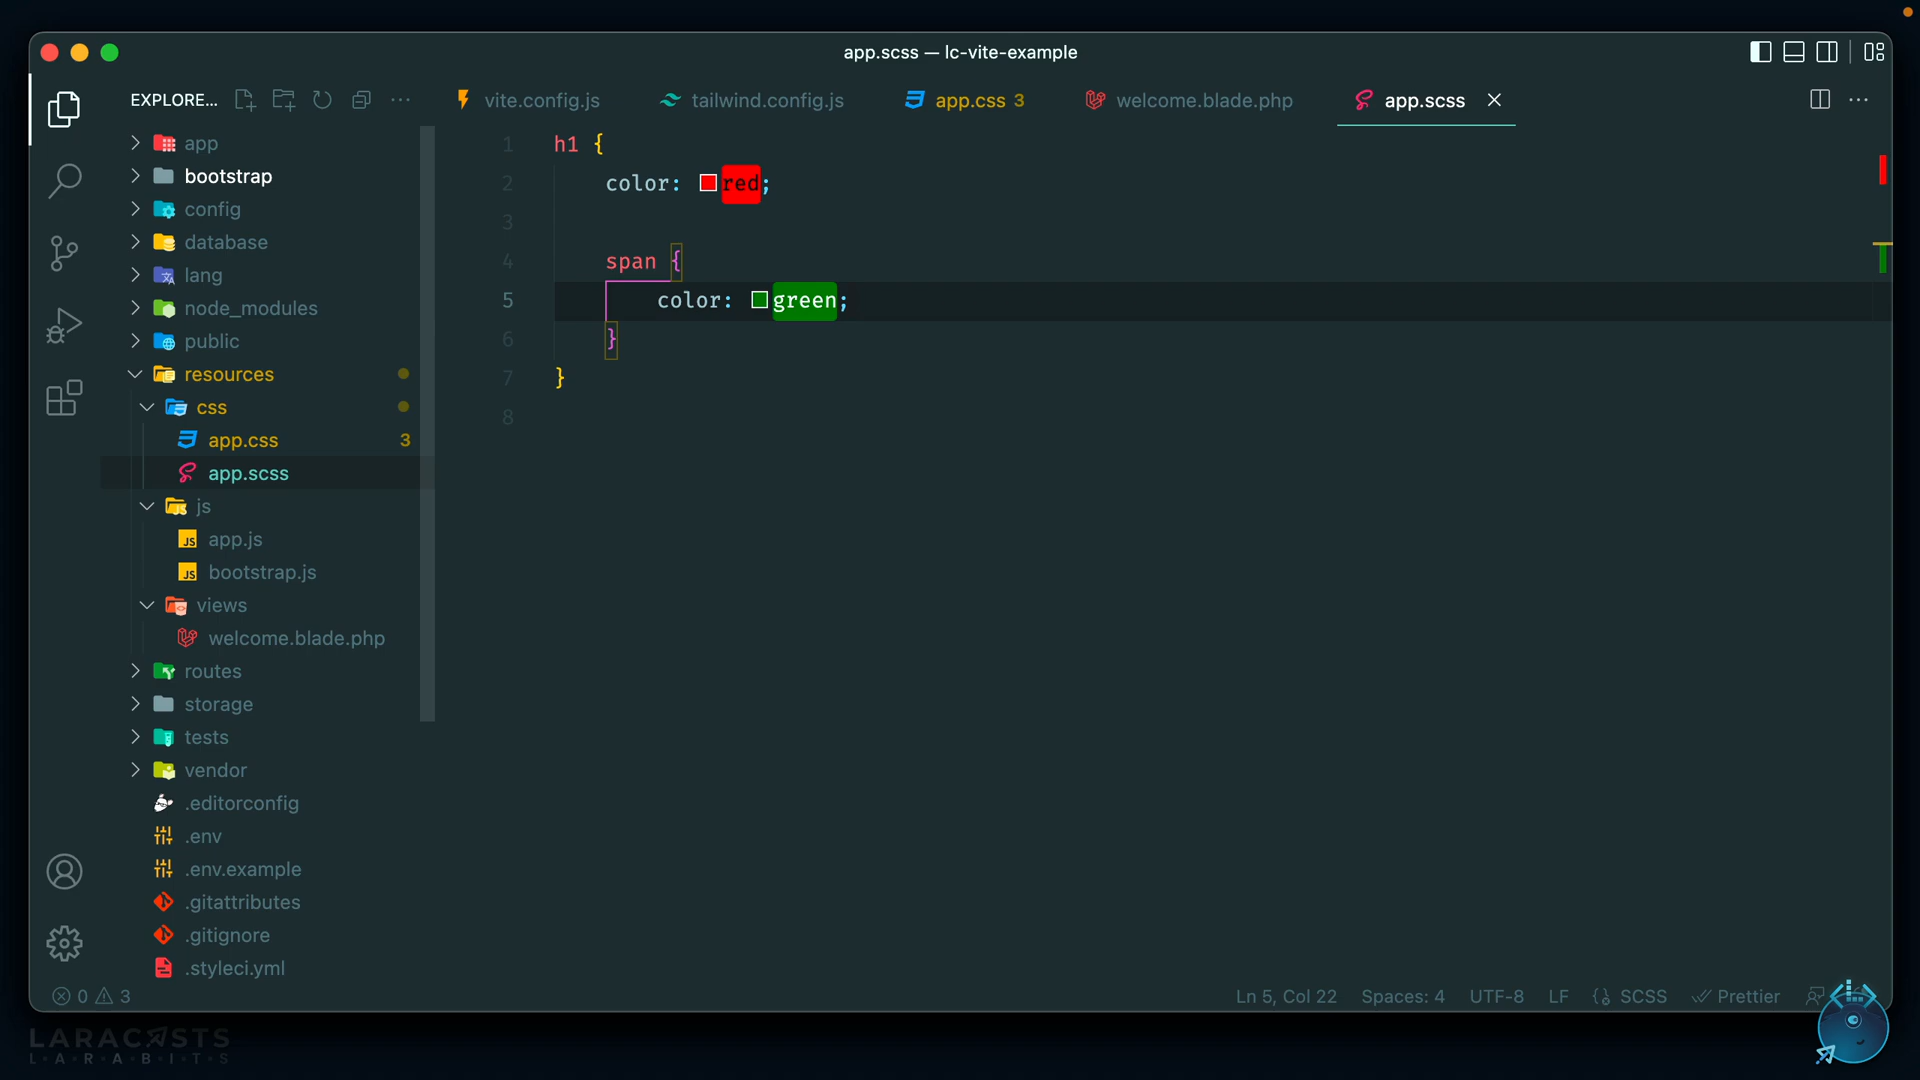 app.scss — lc-vite-example
EXPLORE...
vite.config.js
tailwind.config.js
app.css 3
welcome.blade.php
app.scss
app
bootstrap
config
database
lang
node_modules
public
resources
css
app.css 3
app.scss
js
JS app.js
JS bootstrap.js
views
welcome.blade.php
routes
storage
tests
vendor
.editorconfig
.env
.env.example
.gitattributes
.gitignore
.styleci.yml
1 h1 {
2 color: red;
3
4 span {
5 color: green;
6 }
7 }
8
0 3
Ln 5, Col 22 Spaces: 4 UTF-8 LF {} SCSS Prettier
LARACASTS
L·A·R·A·B·I·T·S